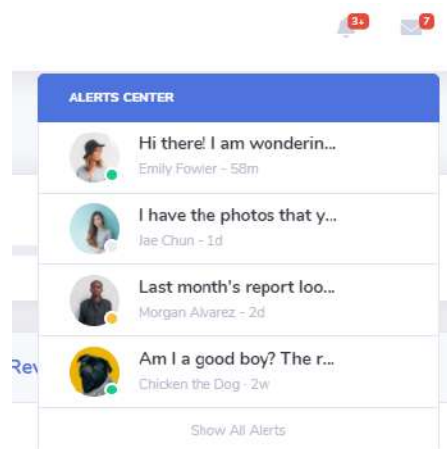 3+
7
ALERTS CENTER
Hi there! I am wonderin...
Emily Fowler - 58m
I have the photos that y...
Jae Chun - 1d
Last month's report loo...
Morgan Alvarez - 2d
Rev
Am I a good boy? The r...
Chicken the Dog · 2w
Show All Alerts